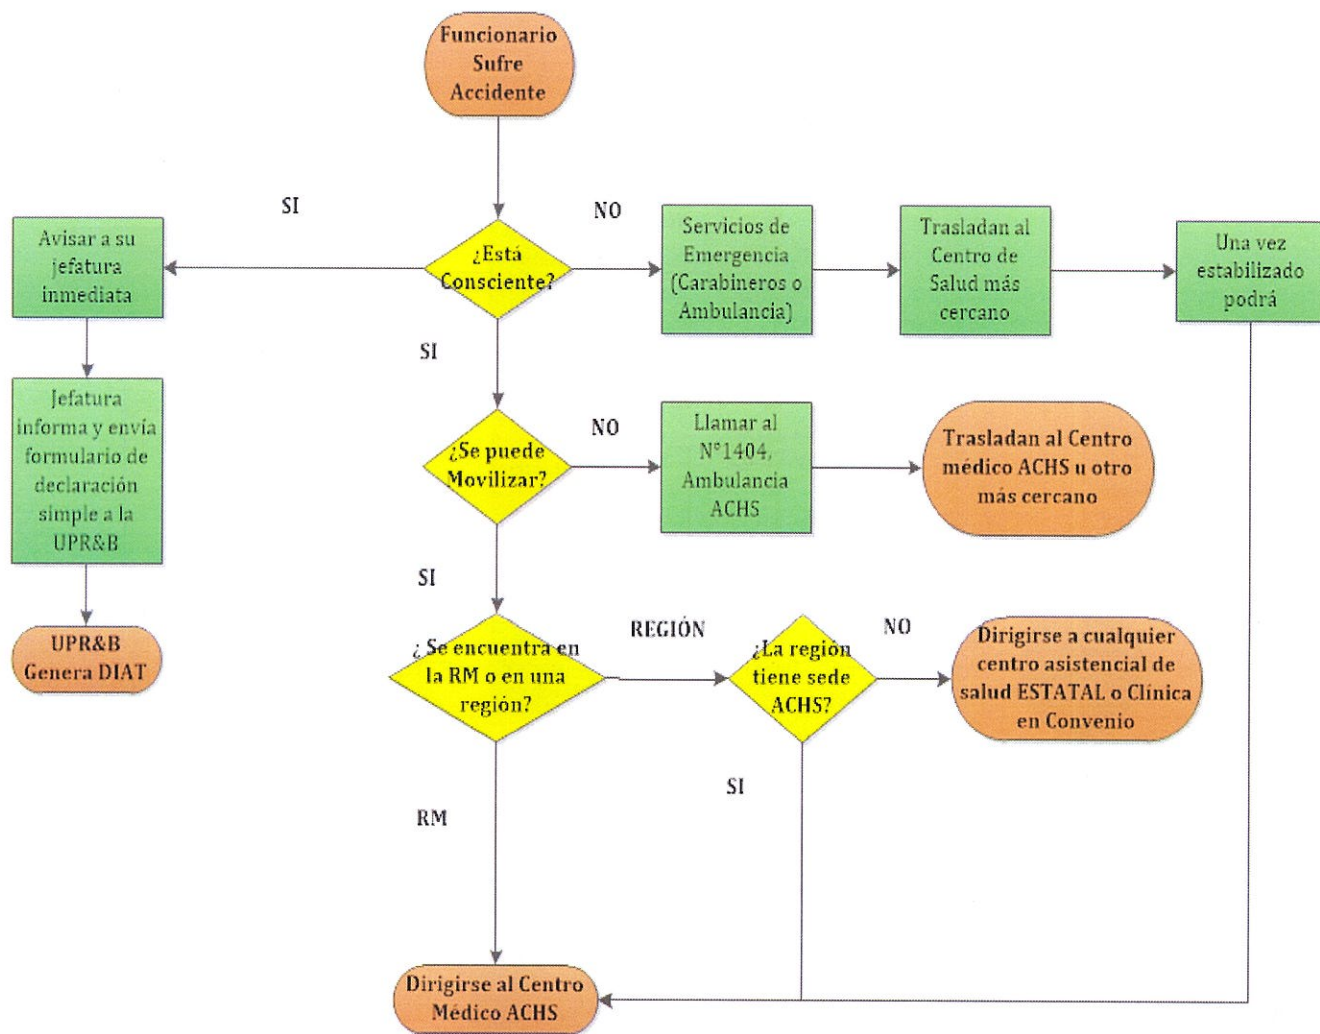 Funcionario
Sufre
Accidente
SI
NO
Avisar a su
jefatura
inmediata
¿Está
Consciente?
Servicios de
Emergencia
(Carabineros o
Ambulancia)
Trasladan al
Centro de
Salud más
cercano
Una vez
estabilizado
podrá
SI
Jefatura
informa y envía
formulario de
declaración
simple a la
UPR&B
¿Se puede
Movilizar?
NO
Llamar al
N°1404,
Ambulancia
ACHS
Trasladan al Centro
médico ACHS u otro
más cercano
SI
UPR&B
Genera DIAT
¿ Se encuentra en
la RM o en una
región?
REGIÓN
¿La región
tiene sede
ACHS?
NO
Dirigirse a cualquier
centro asistencial de
salud ESTATAL o Clínica
en Convenio
RM
SI
Dirigirse al Centro
Médico ACHS